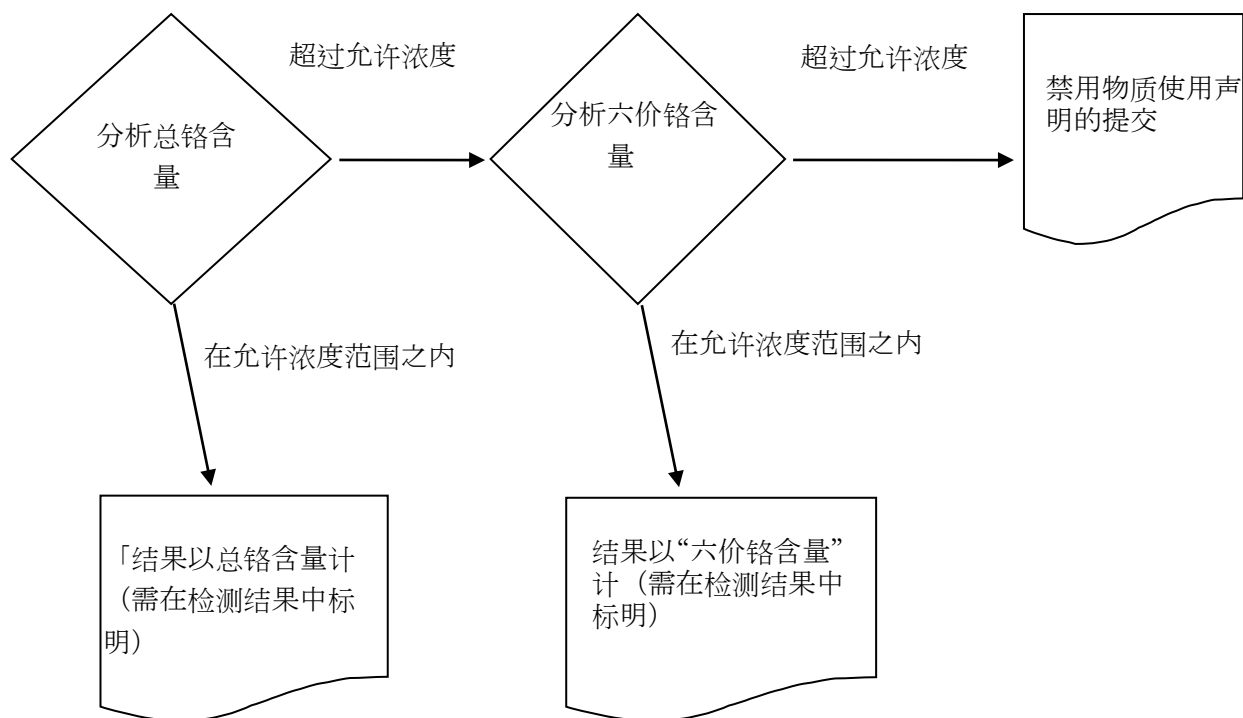 超过允许浓度
超过允许浓度
分析总铬含
量
分析六价铬含
量
禁用物质使用声
明的提交
在允许浓度范围之内
在允许浓度范围之内
「结果以总铬含量计
（需在检测结果中标
明）
结果以“六价铬含量”
计（需在检测结果中
标明）